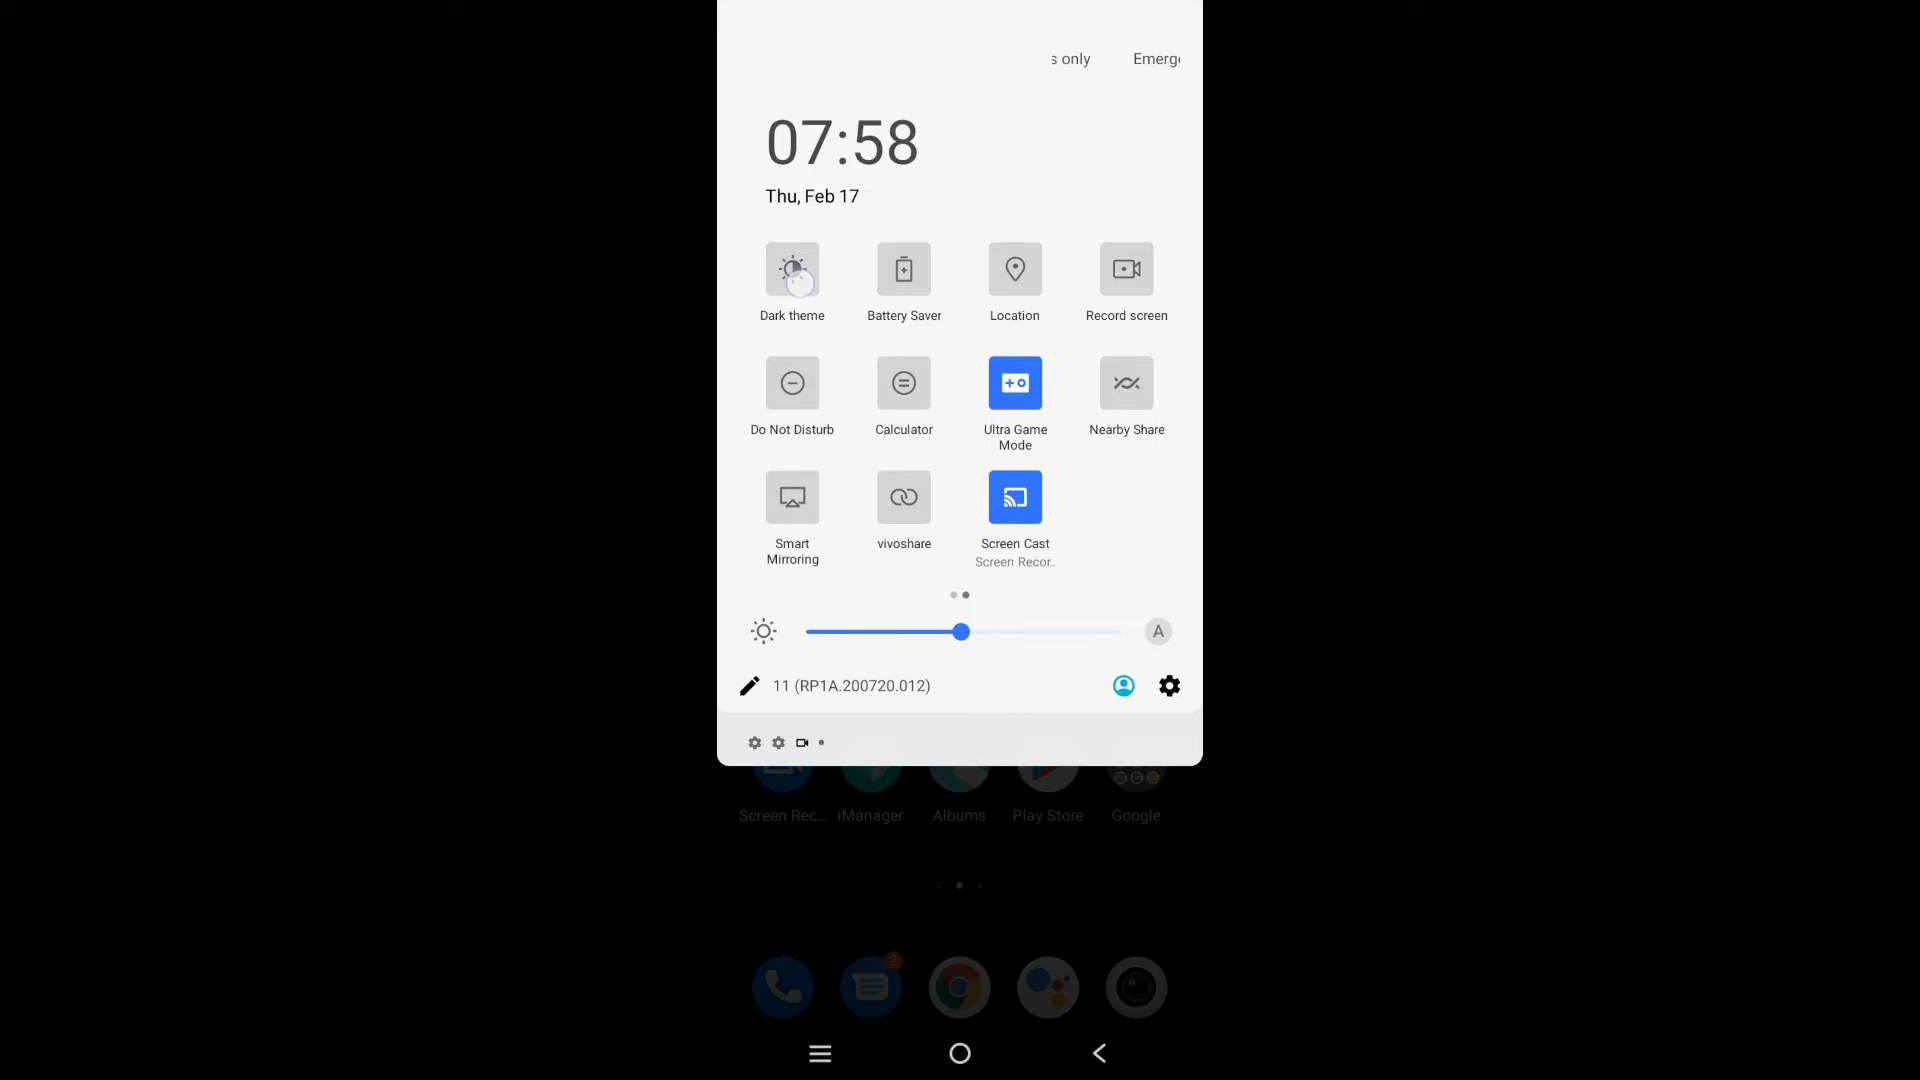 s only Emerg
07:58
Thu, Feb 17
Dark theme Battery Saver Location Record screen
Do Not Disturb Calculator Ultra Game Mode Nearby Share
Smart Mirroring vivoshare Screen Cast
Screen Recor..
A
11 (RP1A.200720.012)
Screen Rec... iManager Albums Play Store Google
2